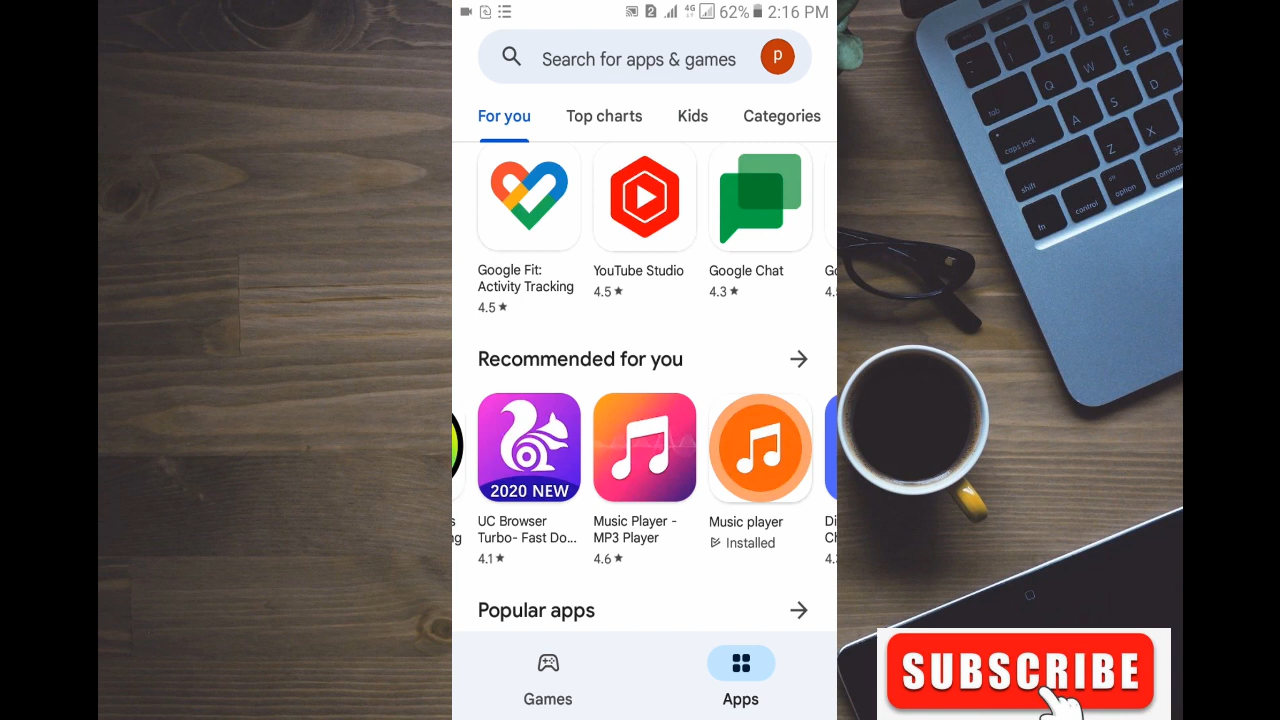 4G 62% 2:16 PM
Search for apps & games
p
For you Top charts Kids Categories
Google Fit:
Activity Tracking
4.5★
YouTube Studio
4.5★
Google Chat
4.3★
Recommended for you
2020 NEW
UC Browser
Turbo- Fast Do...
4.1★
Music Player -
MP3 Player
4.6★
Music player
Installed
Popular apps
Games
Apps
SUBSCRIBE